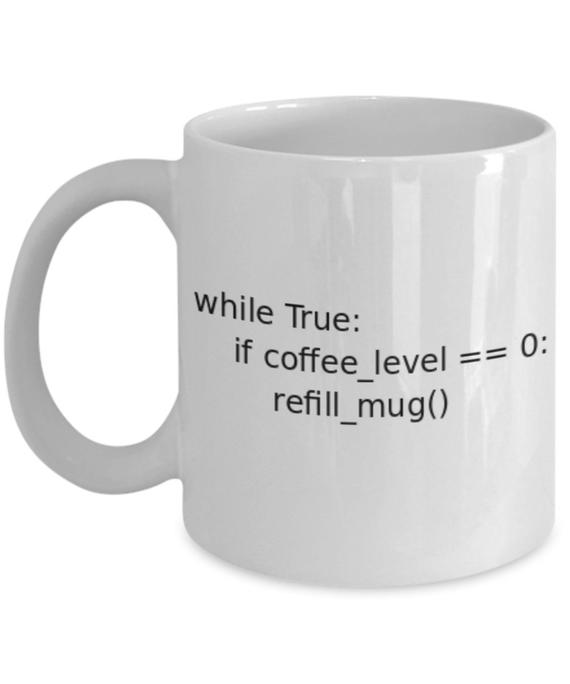 while True:
    if coffee_level == 0:
        refill_mug()